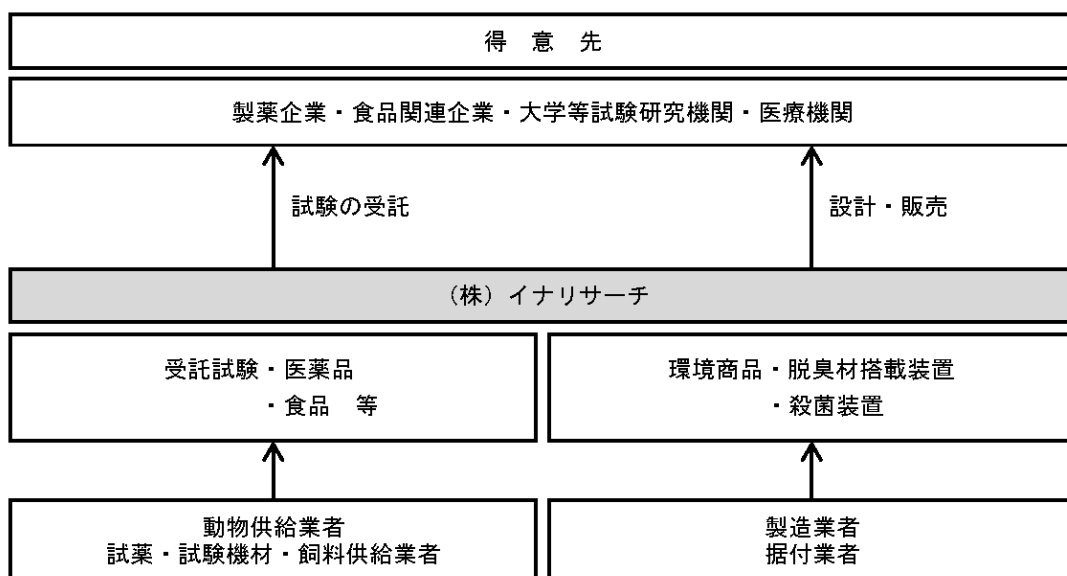 得 意 先
製薬企業・食品関連企業・大学等試験研究機関・医療機関
試験の受託
設計・販売
（株）イナリサーチ
受託試験・医薬品
・食品 等
環境商品・脱臭材搭載装置
・殺菌装置
動物供給業者
試薬・試験機材・飼料供給業者
製造業者
据付業者